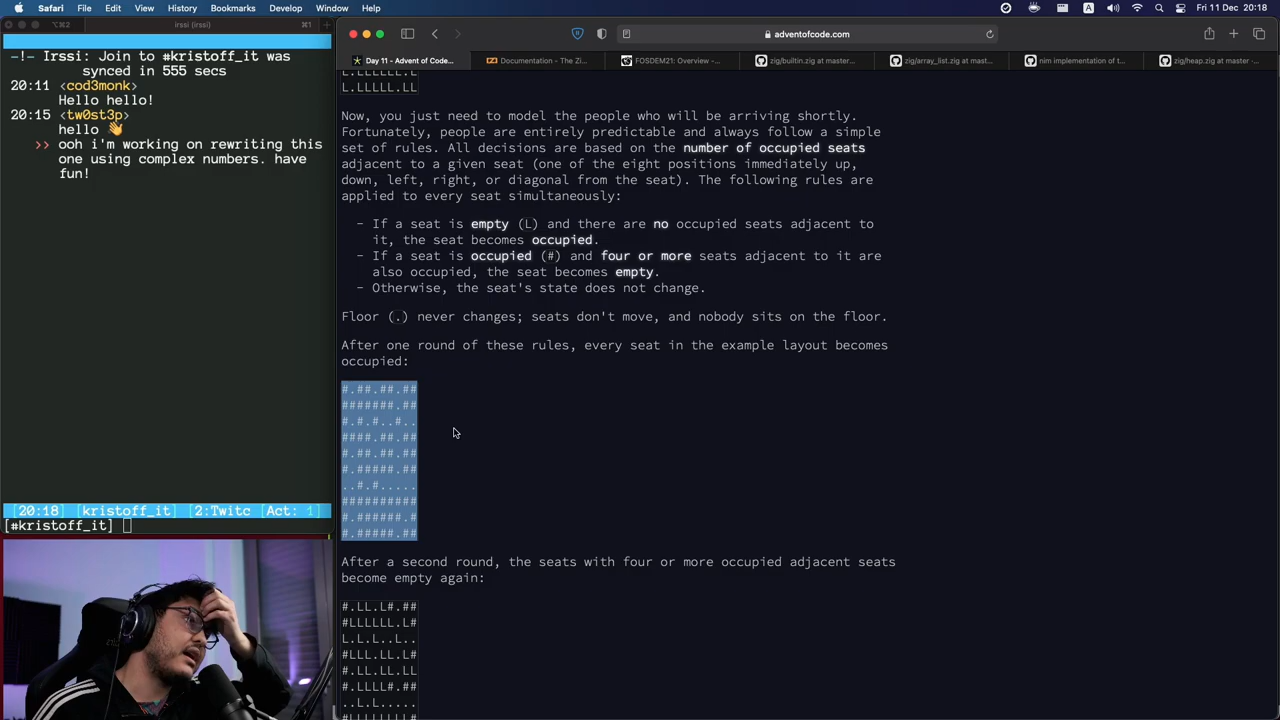 Safari File Edit View History Bookmarks Develop Window Help
A
Fri 11 Dec 20:18
⌥⌘2
irssi (irssi)
⌘1
adventofcode.com
Day 11 - Advent of Code...
Documentation - The Zi...
FOSDEM21: Overview -...
zig/builtin.zig at master...
zig/array_list.zig at mast...
nim implementation of t...
zig/heap.zig at master -...
-!- Irssi: Join to #kristoff_it was
synced in 555 secs
20:11 <cod3monk>
Hello hello!
20:15 <tw0st3p>
hello 👋
>> ooh i'm working on rewriting this
one using complex numbers. have
fun!
[20:18] [kristoff_it] [2:Twitc [Act: 1]
[#kristoff_it]
L.LLLLLL.L
L.LLLLL.LL
Now, you just need to model the people who will be arriving shortly.
Fortunately, people are entirely predictable and always follow a simple
set of rules. All decisions are based on the number of occupied seats
adjacent to a given seat (one of the eight positions immediately up,
down, left, right, or diagonal from the seat). The following rules are
applied to every seat simultaneously:
- If a seat is empty (L) and there are no occupied seats adjacent to
it, the seat becomes occupied.
- If a seat is occupied (#) and four or more seats adjacent to it are
also occupied, the seat becomes empty.
- Otherwise, the seat's state does not change.
Floor (.) never changes; seats don't move, and nobody sits on the floor.
After one round of these rules, every seat in the example layout becomes
occupied:
#.##.##.##
#######.##
#.#.#..#..
####.##.##
#.##.##.##
#.#####.##
..#.#.....
##########
#.######.#
#.#####.##
After a second round, the seats with four or more occupied adjacent seats
become empty again:
#.LL.L#.##
#LLLLLL.L#
L.L.L..L..
#LLL.LL.L#
#.LL.LL.LL
#.LLLL#.##
..L.L.....
#LLLLLLLL#